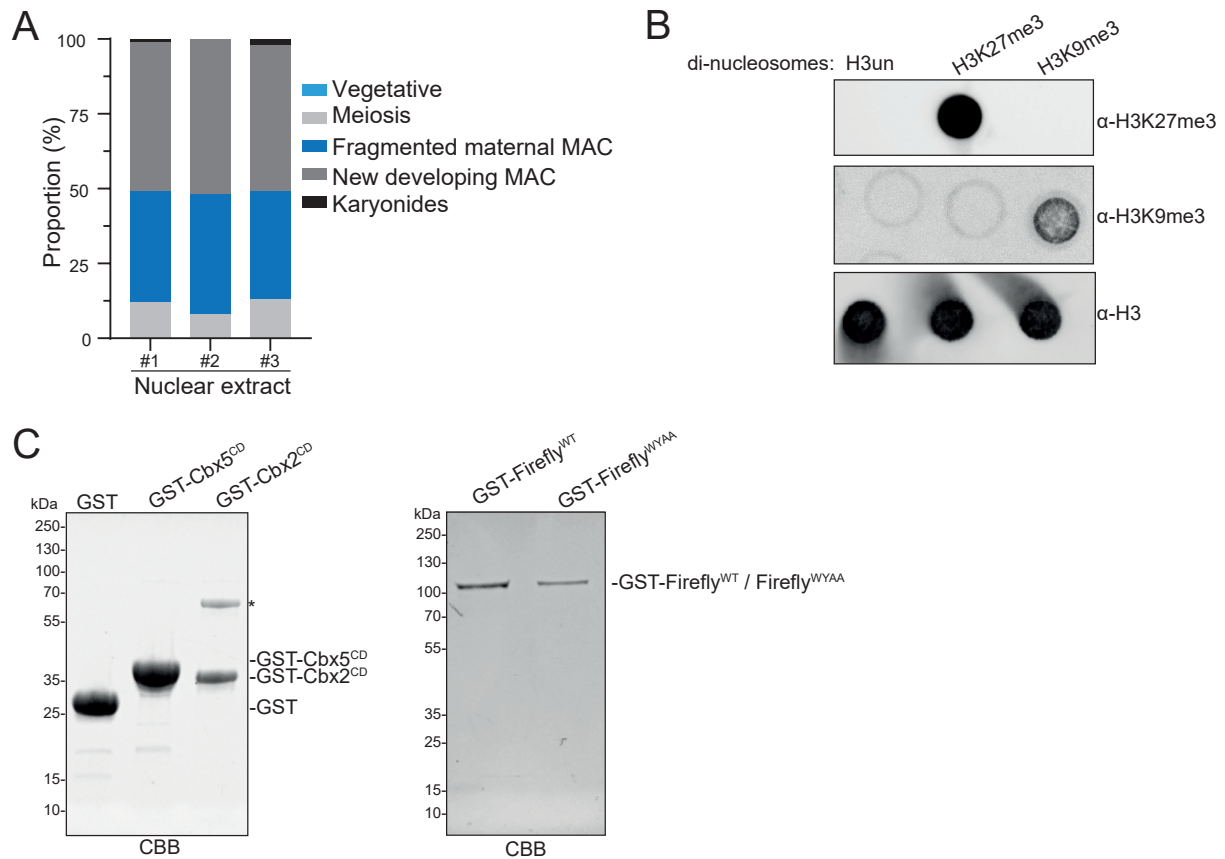 A
100
75
50
25
0
Proportion (%)
#1 #2 #3
Nuclear extract
Vegetative
Meiosis
Fragmented maternal MAC
New developing MAC
Karyonides
B
di-nucleosomes: H3un H3K27me3 H3K9me3
α-H3K27me3
α-H3K9me3
α-H3
C
kDa GST GST-Cbx5CD GST-Cbx2CD
250-
130-
100-
70-
55-
35-
25-
15-
10-
*
-GST-Cbx5CD
-GST-Cbx2CD
-GST
CBB
kDa GST-FireflyWT GST-FireflyWYAA
250-
130-
100-
70-
55-
35-
25-
15-
10-
-GST-FireflyWT / FireflyWYAA
CBB